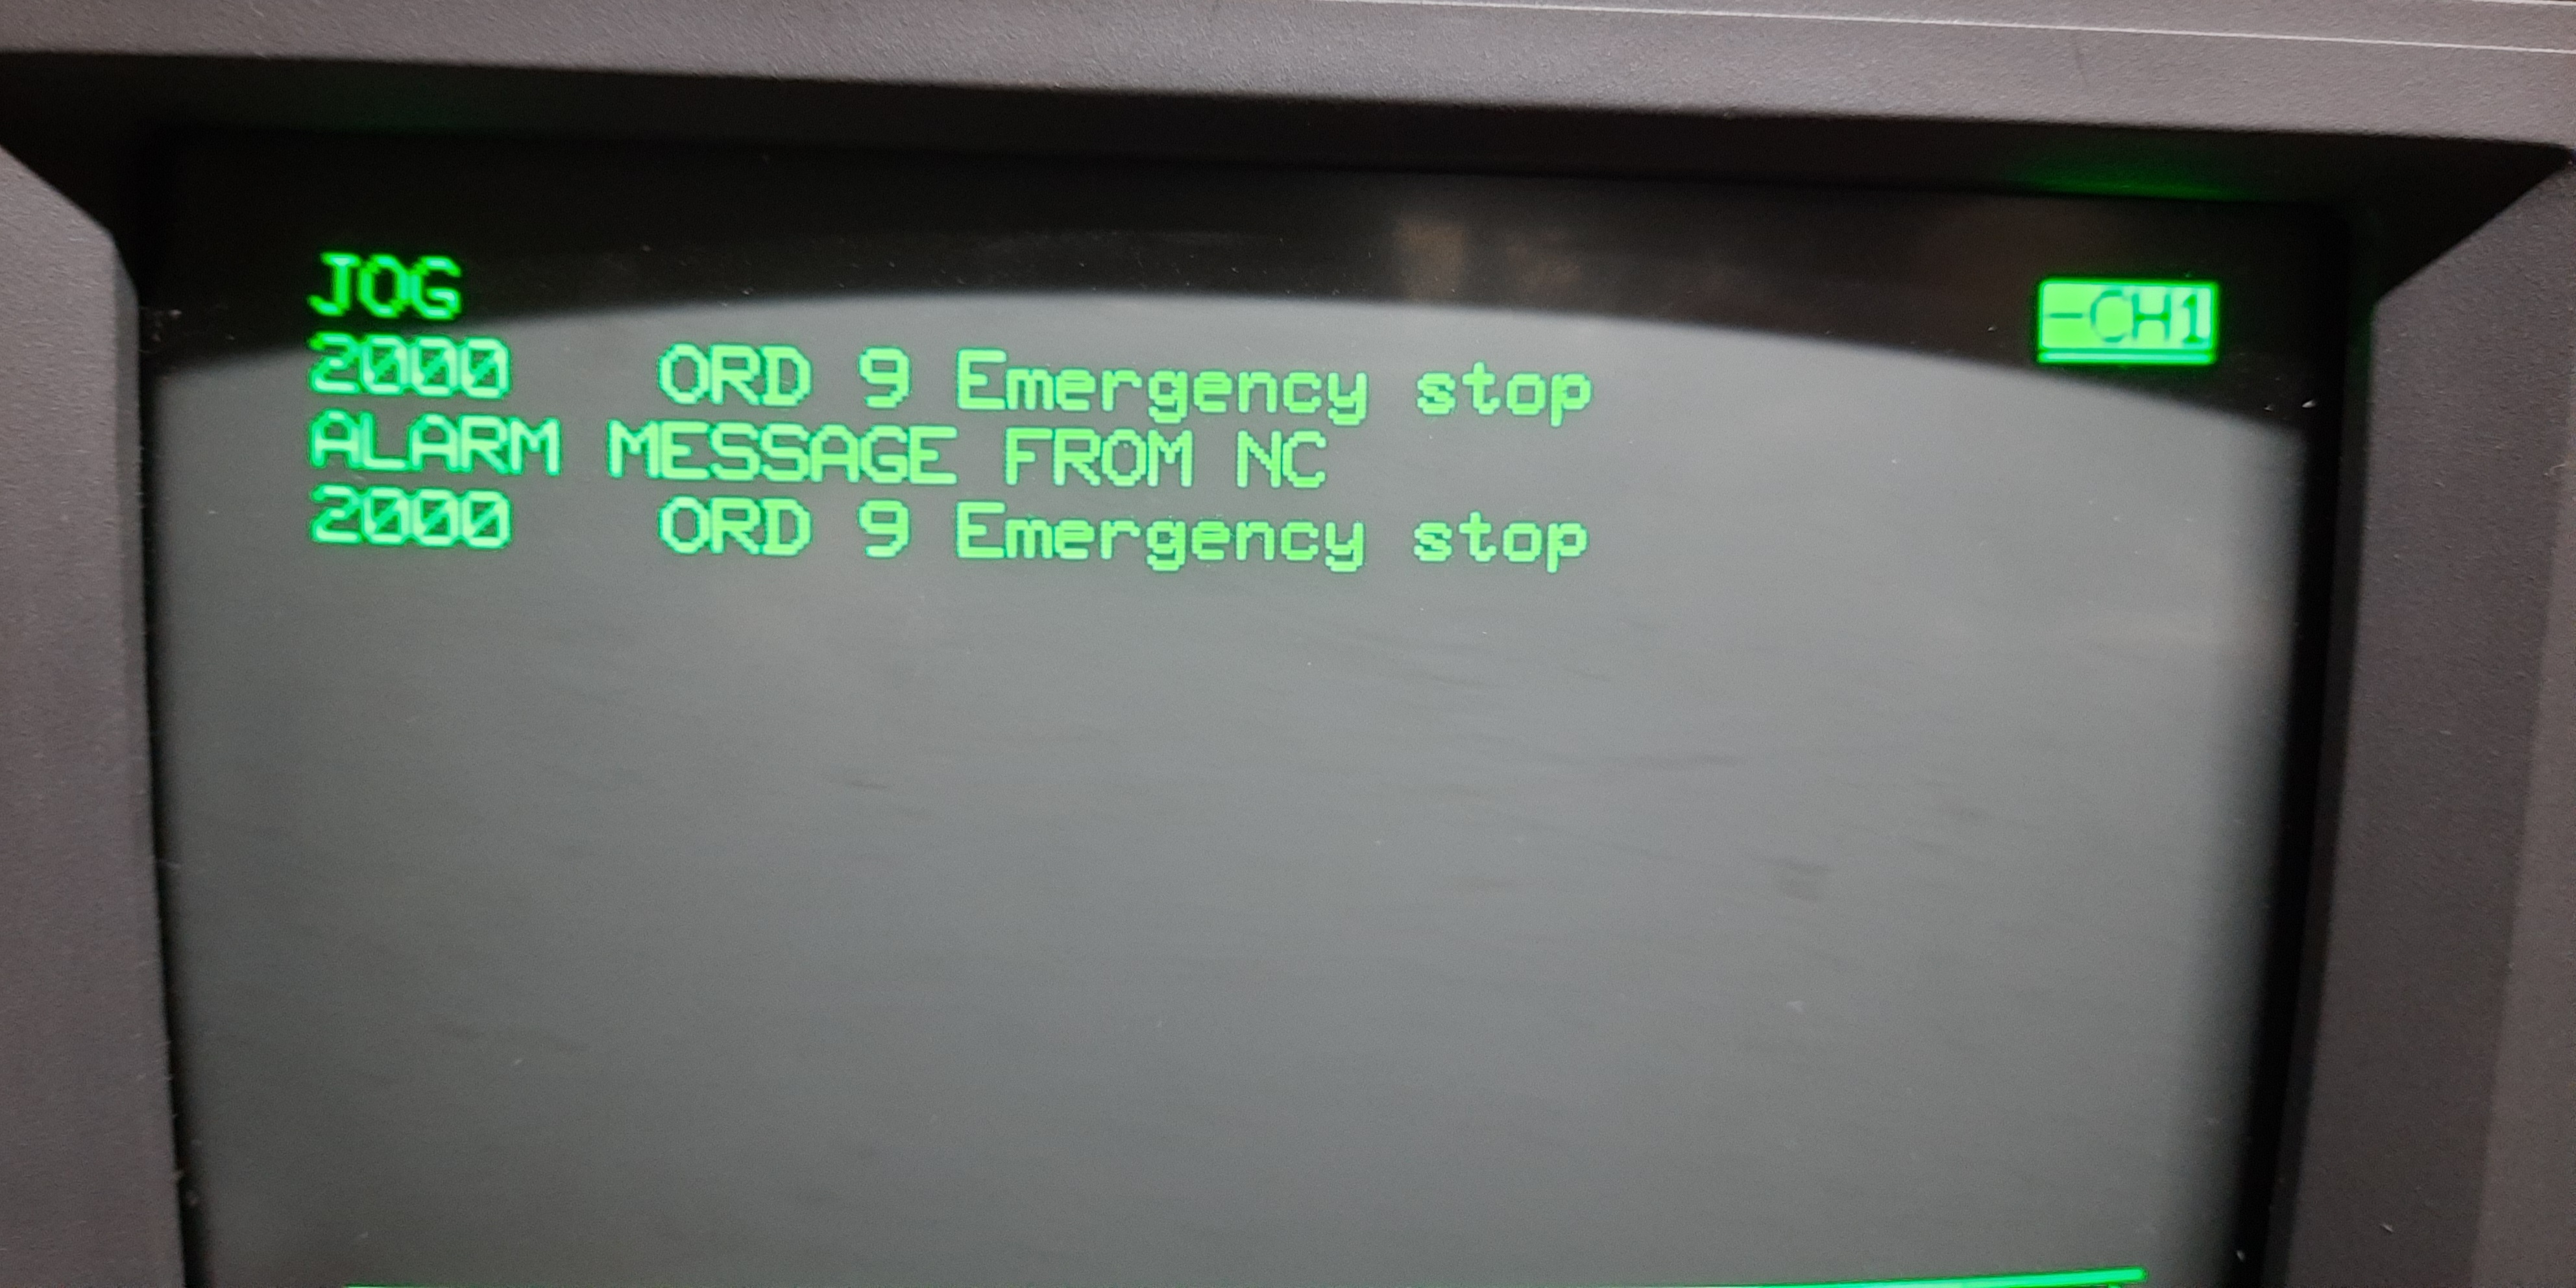 JOG
-CH1
2000 ORD 9 Emergency stop
ALARM MESSAGE FROM NC
2000 ORD 9 Emergency stop